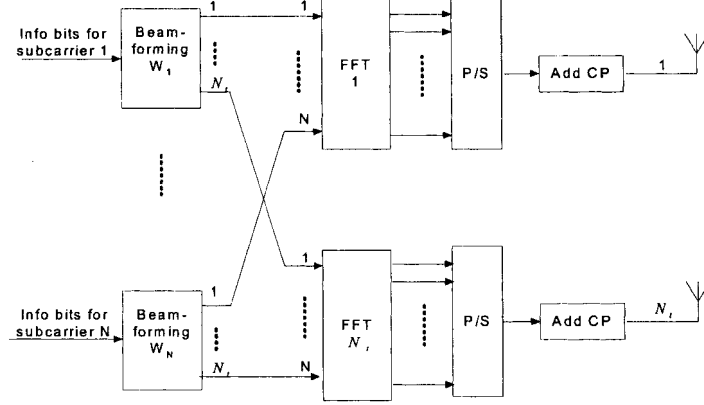 Info bits for
subcarrier 1
Beam-
forming
W1
1
Nt
1
N
FFT
1
P/S
Add CP
1
Info bits for
subcarrier N
Beam-
forming
WN
1
Nt
1
N
FFT
Nt
P/S
Add CP
Nt